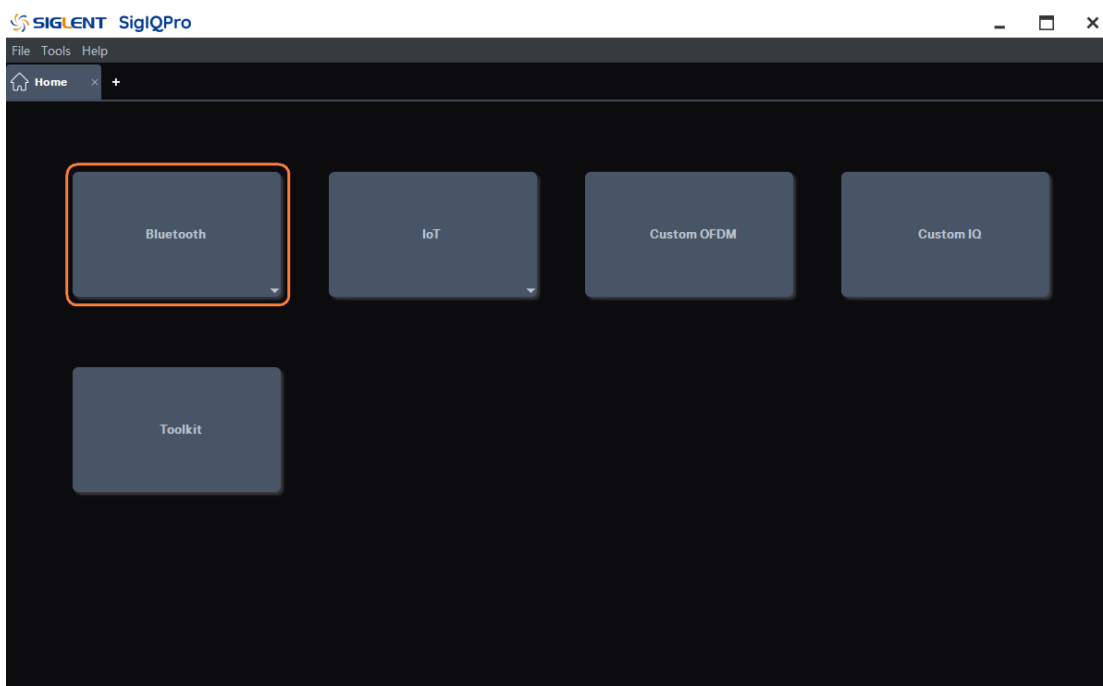 SIGLENT SigIQPro
File Tools Help
Home
Bluetooth
IoT
Custom OFDM
Custom IQ
Toolkit